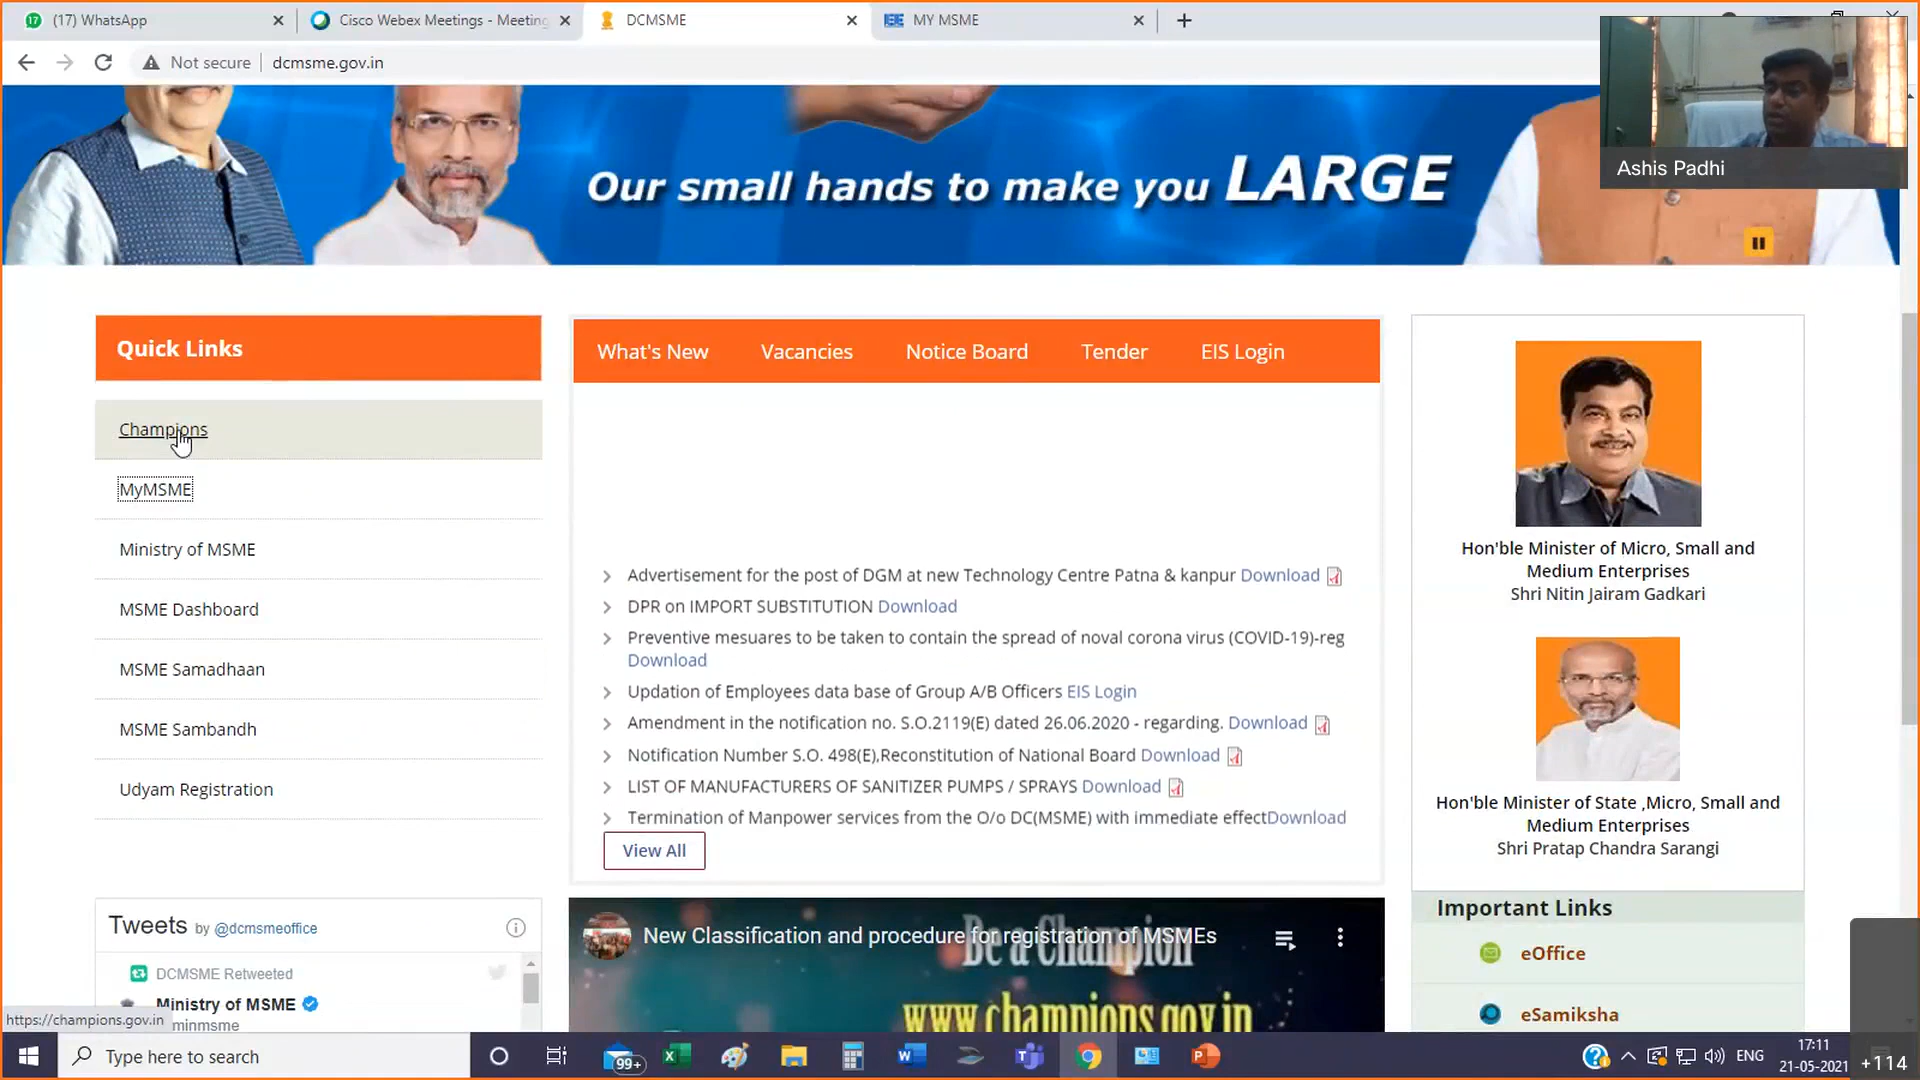 (17) WhatsApp
Cisco Webex Meetings - Meeting
DCMSME
MY MSME
Not secure
dcmsme.gov.in
Ashis Padhi
Our small hands to make you LARGE
Quick Links
Champions
MyMSME
Ministry of MSME
MSME Dashboard
MSME Samadhaan
MSME Sambandh
Udyam Registration
What's New
Vacancies
Notice Board
Tender
EIS Login
Advertisement for the post of DGM at new Technology Centre Patna & kanpur Download
DPR on IMPORT SUBSTITUTION Download
Preventive mesuares to be taken to contain the spread of noval corona virus (COVID-19)-reg
Download
Updation of Employees data base of Group A/B Officers EIS Login
Amendment in the notification no. S.O.2119(E) dated 26.06.2020 - regarding. Download
Notification Number S.O. 498(E),Reconstitution of National Board Download
LIST OF MANUFACTURERS OF SANITIZER PUMPS / SPRAYS Download
Termination of Manpower services from the O/o DC(MSME) with immediate effectDownload
View All
Hon'ble Minister of Micro, Small and
Medium Enterprises
Shri Nitin Jairam Gadkari
Hon'ble Minister of State ,Micro, Small and
Medium Enterprises
Shri Pratap Chandra Sarangi
Important Links
eOffice
eSamiksha
Tweets by @dcmsmeoffice
DCMSME Retweeted
Ministry of MSME
minmsme
New Classification and procedure for registration of MSMEs
Be a Champion
www.champions.gov.in
https://champions.gov.in
Type here to search
99+
ENG
17:11
21-05-2021
+114